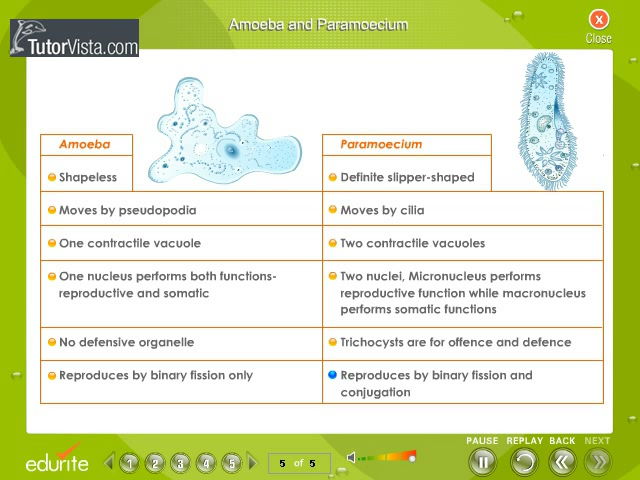 Amoeba and Paramoecium
X
Close
TutorVista.com
Amoeba
Paramoecium
Shapeless
Definite slipper-shaped
Moves by pseudopodia
Moves by cilia
One contractile vacuole
Two contractile vacuoles
One nucleus performs both functions-
reproductive and somatic
Two nuclei, Micronucleus performs
reproductive function while macronucleus
performs somatic functions
No defensive organelle
Trichocysts are for offence and defence
Reproduces by binary fission only
Reproduces by binary fission and
conjugation
PAUSE REPLAY BACK NEXT
edurite
1 2 3 4 5
5 of 5